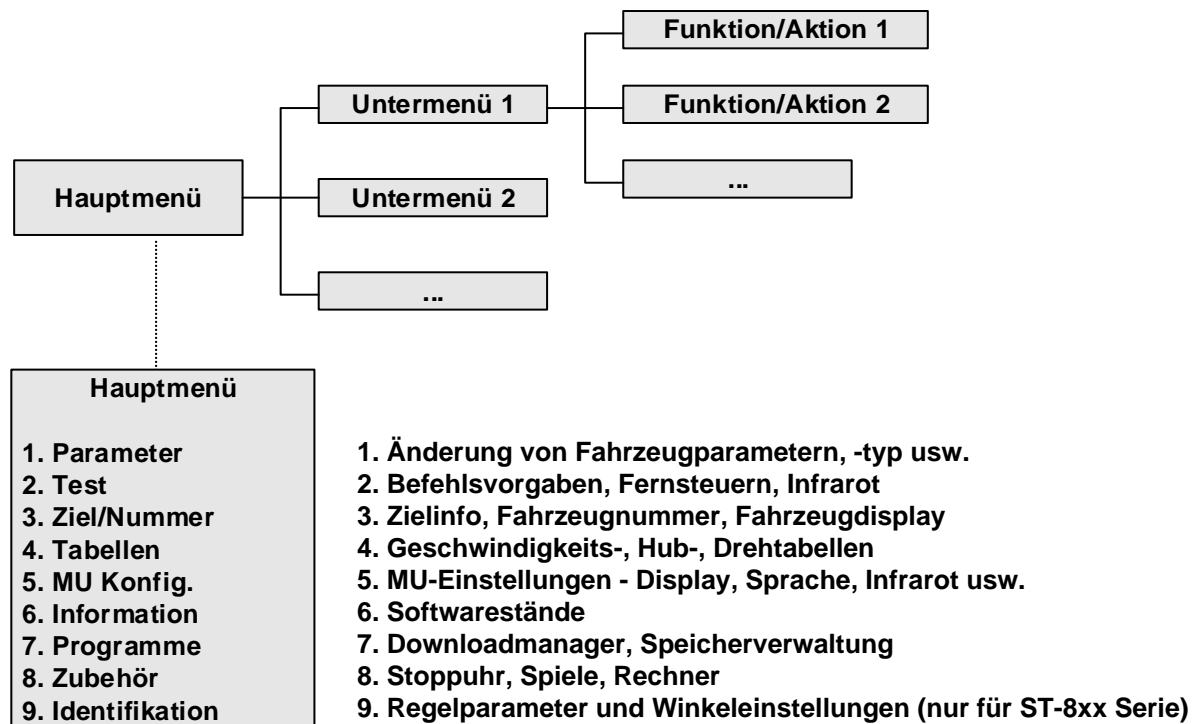 Funktion/Aktion 1
Untermenü 1
Funktion/Aktion 2
Hauptmenü
Untermenü 2
...
...
Hauptmenü
1. Parameter
2. Test
3. Ziel/Nummer
4. Tabellen
5. MU Konfig.
6. Information
7. Programme
8. Zubehör
9. Identifikation
1. Änderung von Fahrzeugparametern, -typ usw.
2. Befehlsvorgaben, Fernsteuern, Infrarot
3. Zielinfo, Fahrzeugnummer, Fahrzeugdisplay
4. Geschwindigkeits-, Hub-, Drehtabellen
5. MU-Einstellungen - Display, Sprache, Infrarot usw.
6. Softwarestände
7. Downloadmanager, Speicherverwaltung
8. Stoppuhr, Spiele, Rechner
9. Regelparameter und Winkeleinstellungen (nur für ST-8xx Serie)